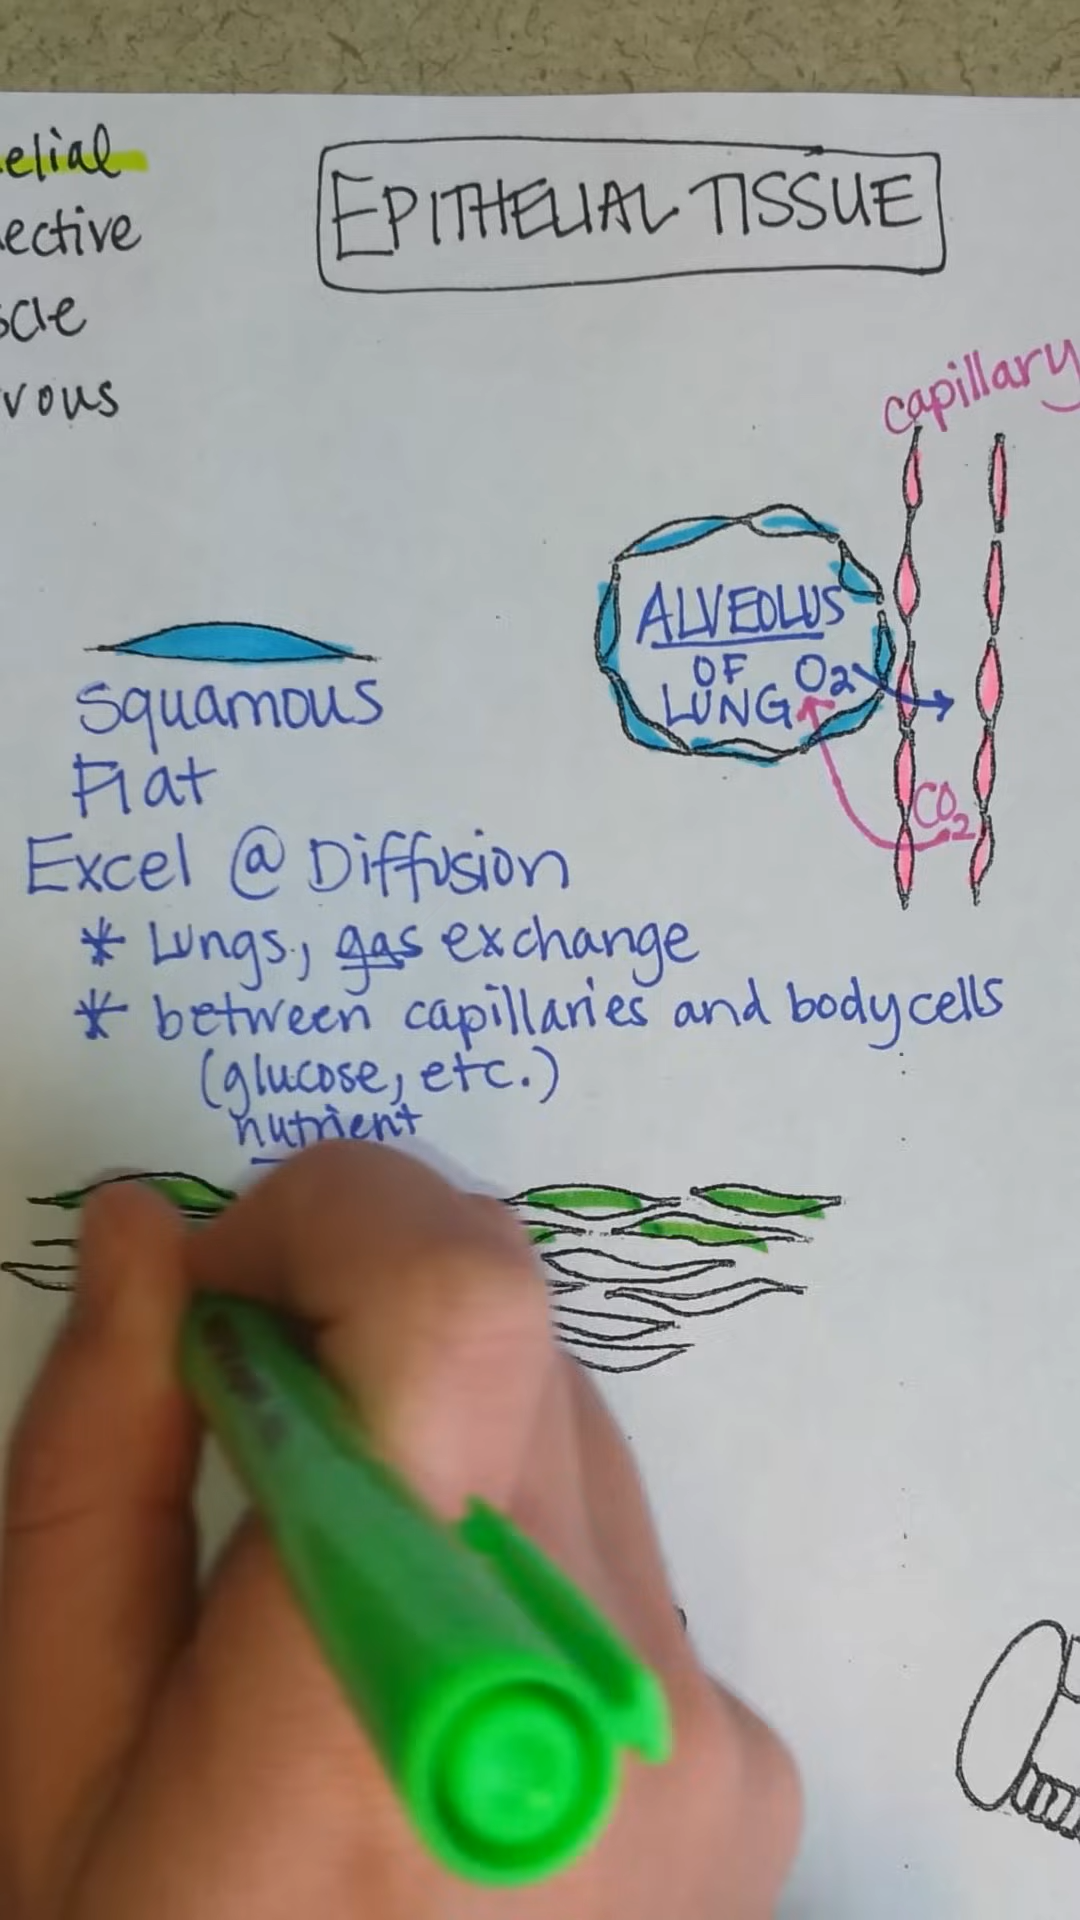 elial
ective
scle
vous
EPITHELIAL TISSUE
capillary
ALVEOLUS
OF
LUNG
O2
CO2
Squamous
Flat
Excel @ Diffusion
* Lungs, gas exchange
* between capillaries and body cells
(glucose, etc.)
nutrient